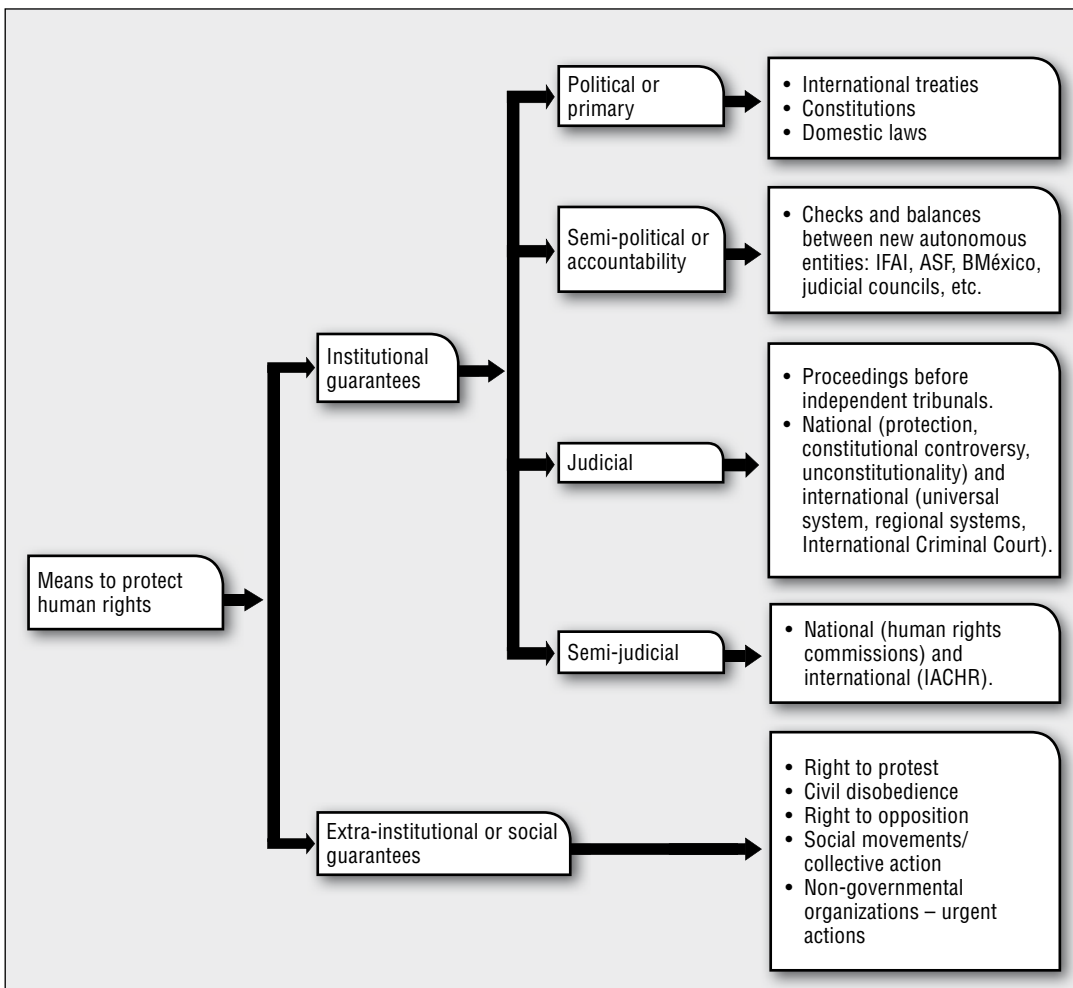 Means to protect
human rights
Institutional
guarantees
Political or
primary
• International treaties
• Constitutions
• Domestic laws
Semi-political or
accountability
• Checks and balances
between new autonomous
entities: IFAI, ASF, BMéxico,
judicial councils, etc.
Judicial
• Proceedings before
independent tribunals.
• National (protection,
constitutional controversy,
unconstitutionality) and
international (universal
system, regional systems,
International Criminal Court).
Semi-judicial
• National (human rights
commissions) and
international (IACHR).
Extra-institutional or social
guarantees
• Right to protest
• Civil disobedience
• Right to opposition
• Social movements/
collective action
• Non-governmental
organizations – urgent
actions